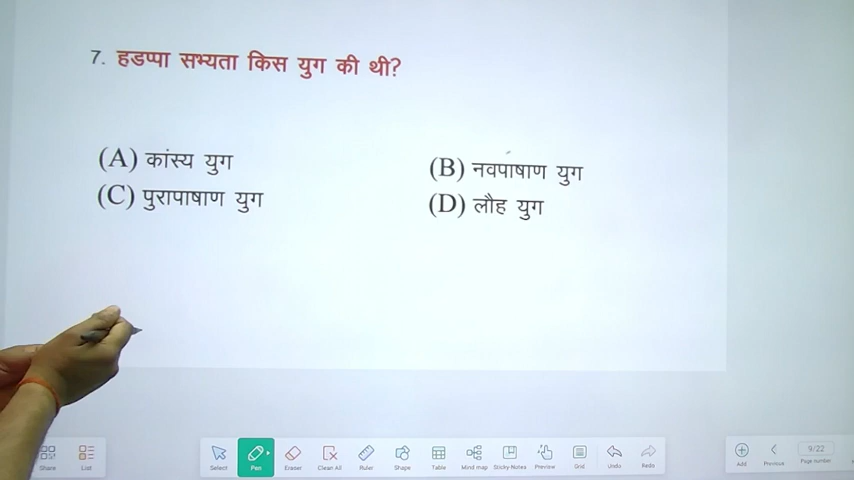 7. हडप्पा सभ्यता किस युग की थी?
(A) कांस्य युग (B) नवपाषाण युग
(C) पुरापाषाण युग (D) लौह युग
Share List Select Pen Eraser Clean All Ruler Shape Table Mind map Sticky Notes Preview Grid Undo Redo Add Previous 9/22 Page number